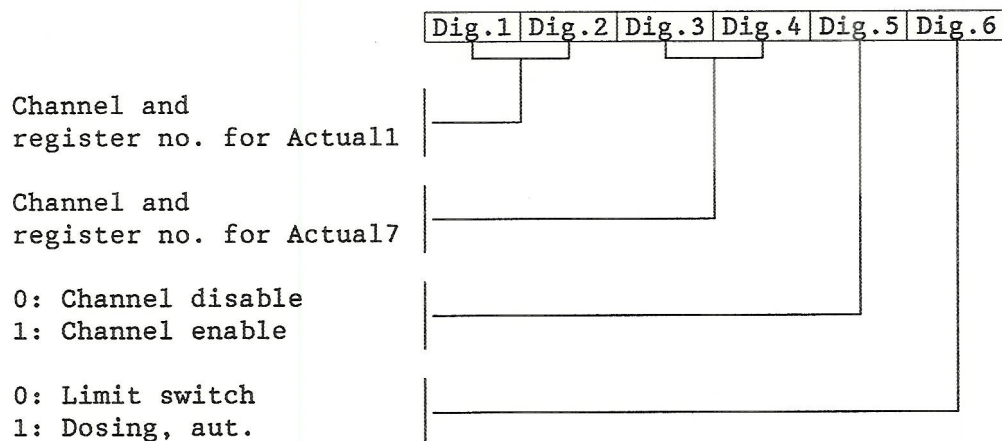 Dig.1 Dig.2 Dig.3 Dig.4 Dig.5 Dig.6
Channel and
register no. for Actual1
Channel and
register no. for Actual7
0: Channel disable
1: Channel enable
0: Limit switch
1: Dosing, aut.